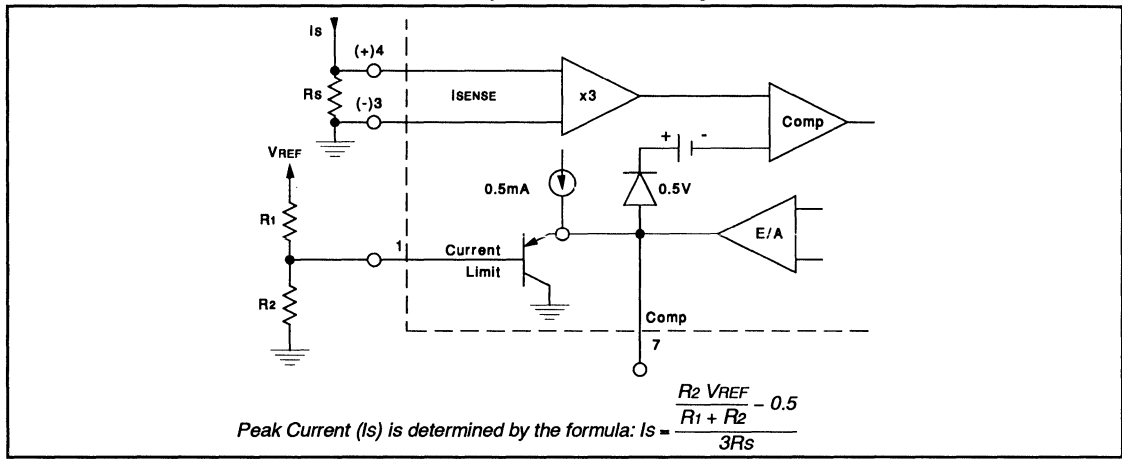 Is
(+)4
Rs
(-)3
ISENSE
x3
Comp
+ -
VREF
0.5mA
0.5V
R1
E/A
1
Current
Limit
R2
Comp
7
Peak Current (Is) is determined by the formula: Is = (R2 VREF / (R1 + R2) – 0.5) / 3Rs